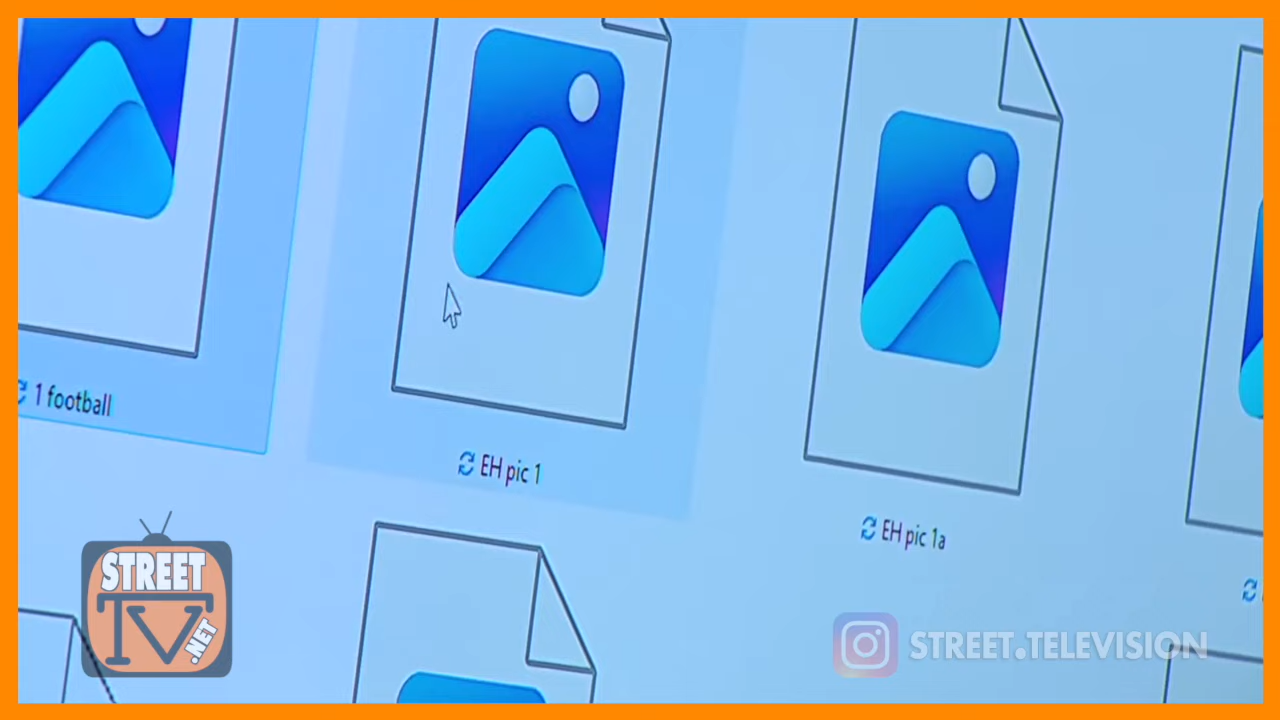 1 football
EH pic 1
EH pic 1a
STREET
TV
.NET
STREET.TELEVISION